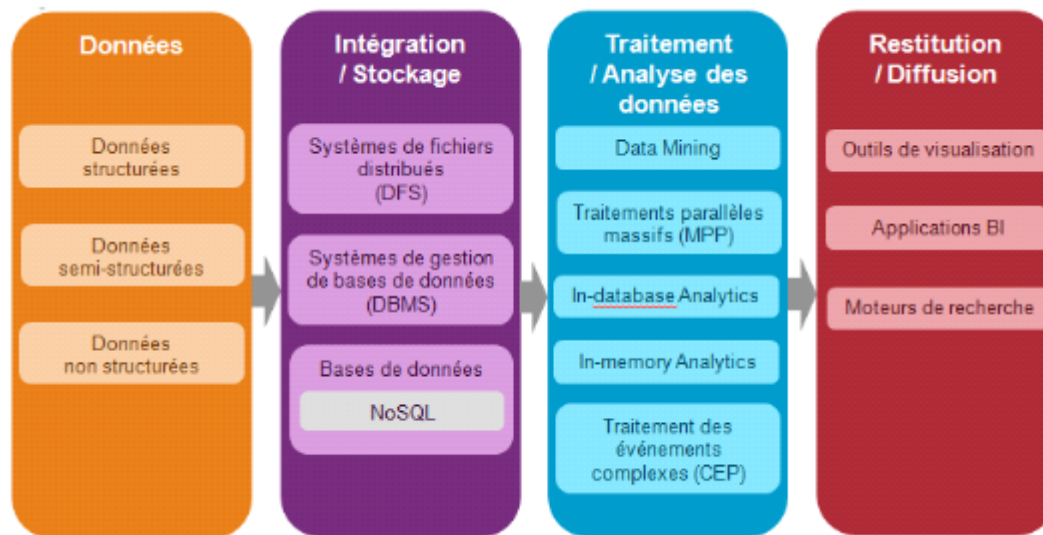 Données
Données
structurées
Données
semi-structurées
Données
non structurées
Intégration
/ Stockage
Systèmes de fichiers
distribués
(DFS)
Systèmes de gestion
de bases de données
(DBMS)
Bases de données
NoSQL
Traitement
/ Analyse des
données
Data Mining
Traitements parallèles
massifs (MPP)
In-database Analytics
In-memory Analytics
Traitement des
événements
complexes (CEP)
Restitution
/ Diffusion
Outils de visualisation
Applications BI
Moteurs de recherche